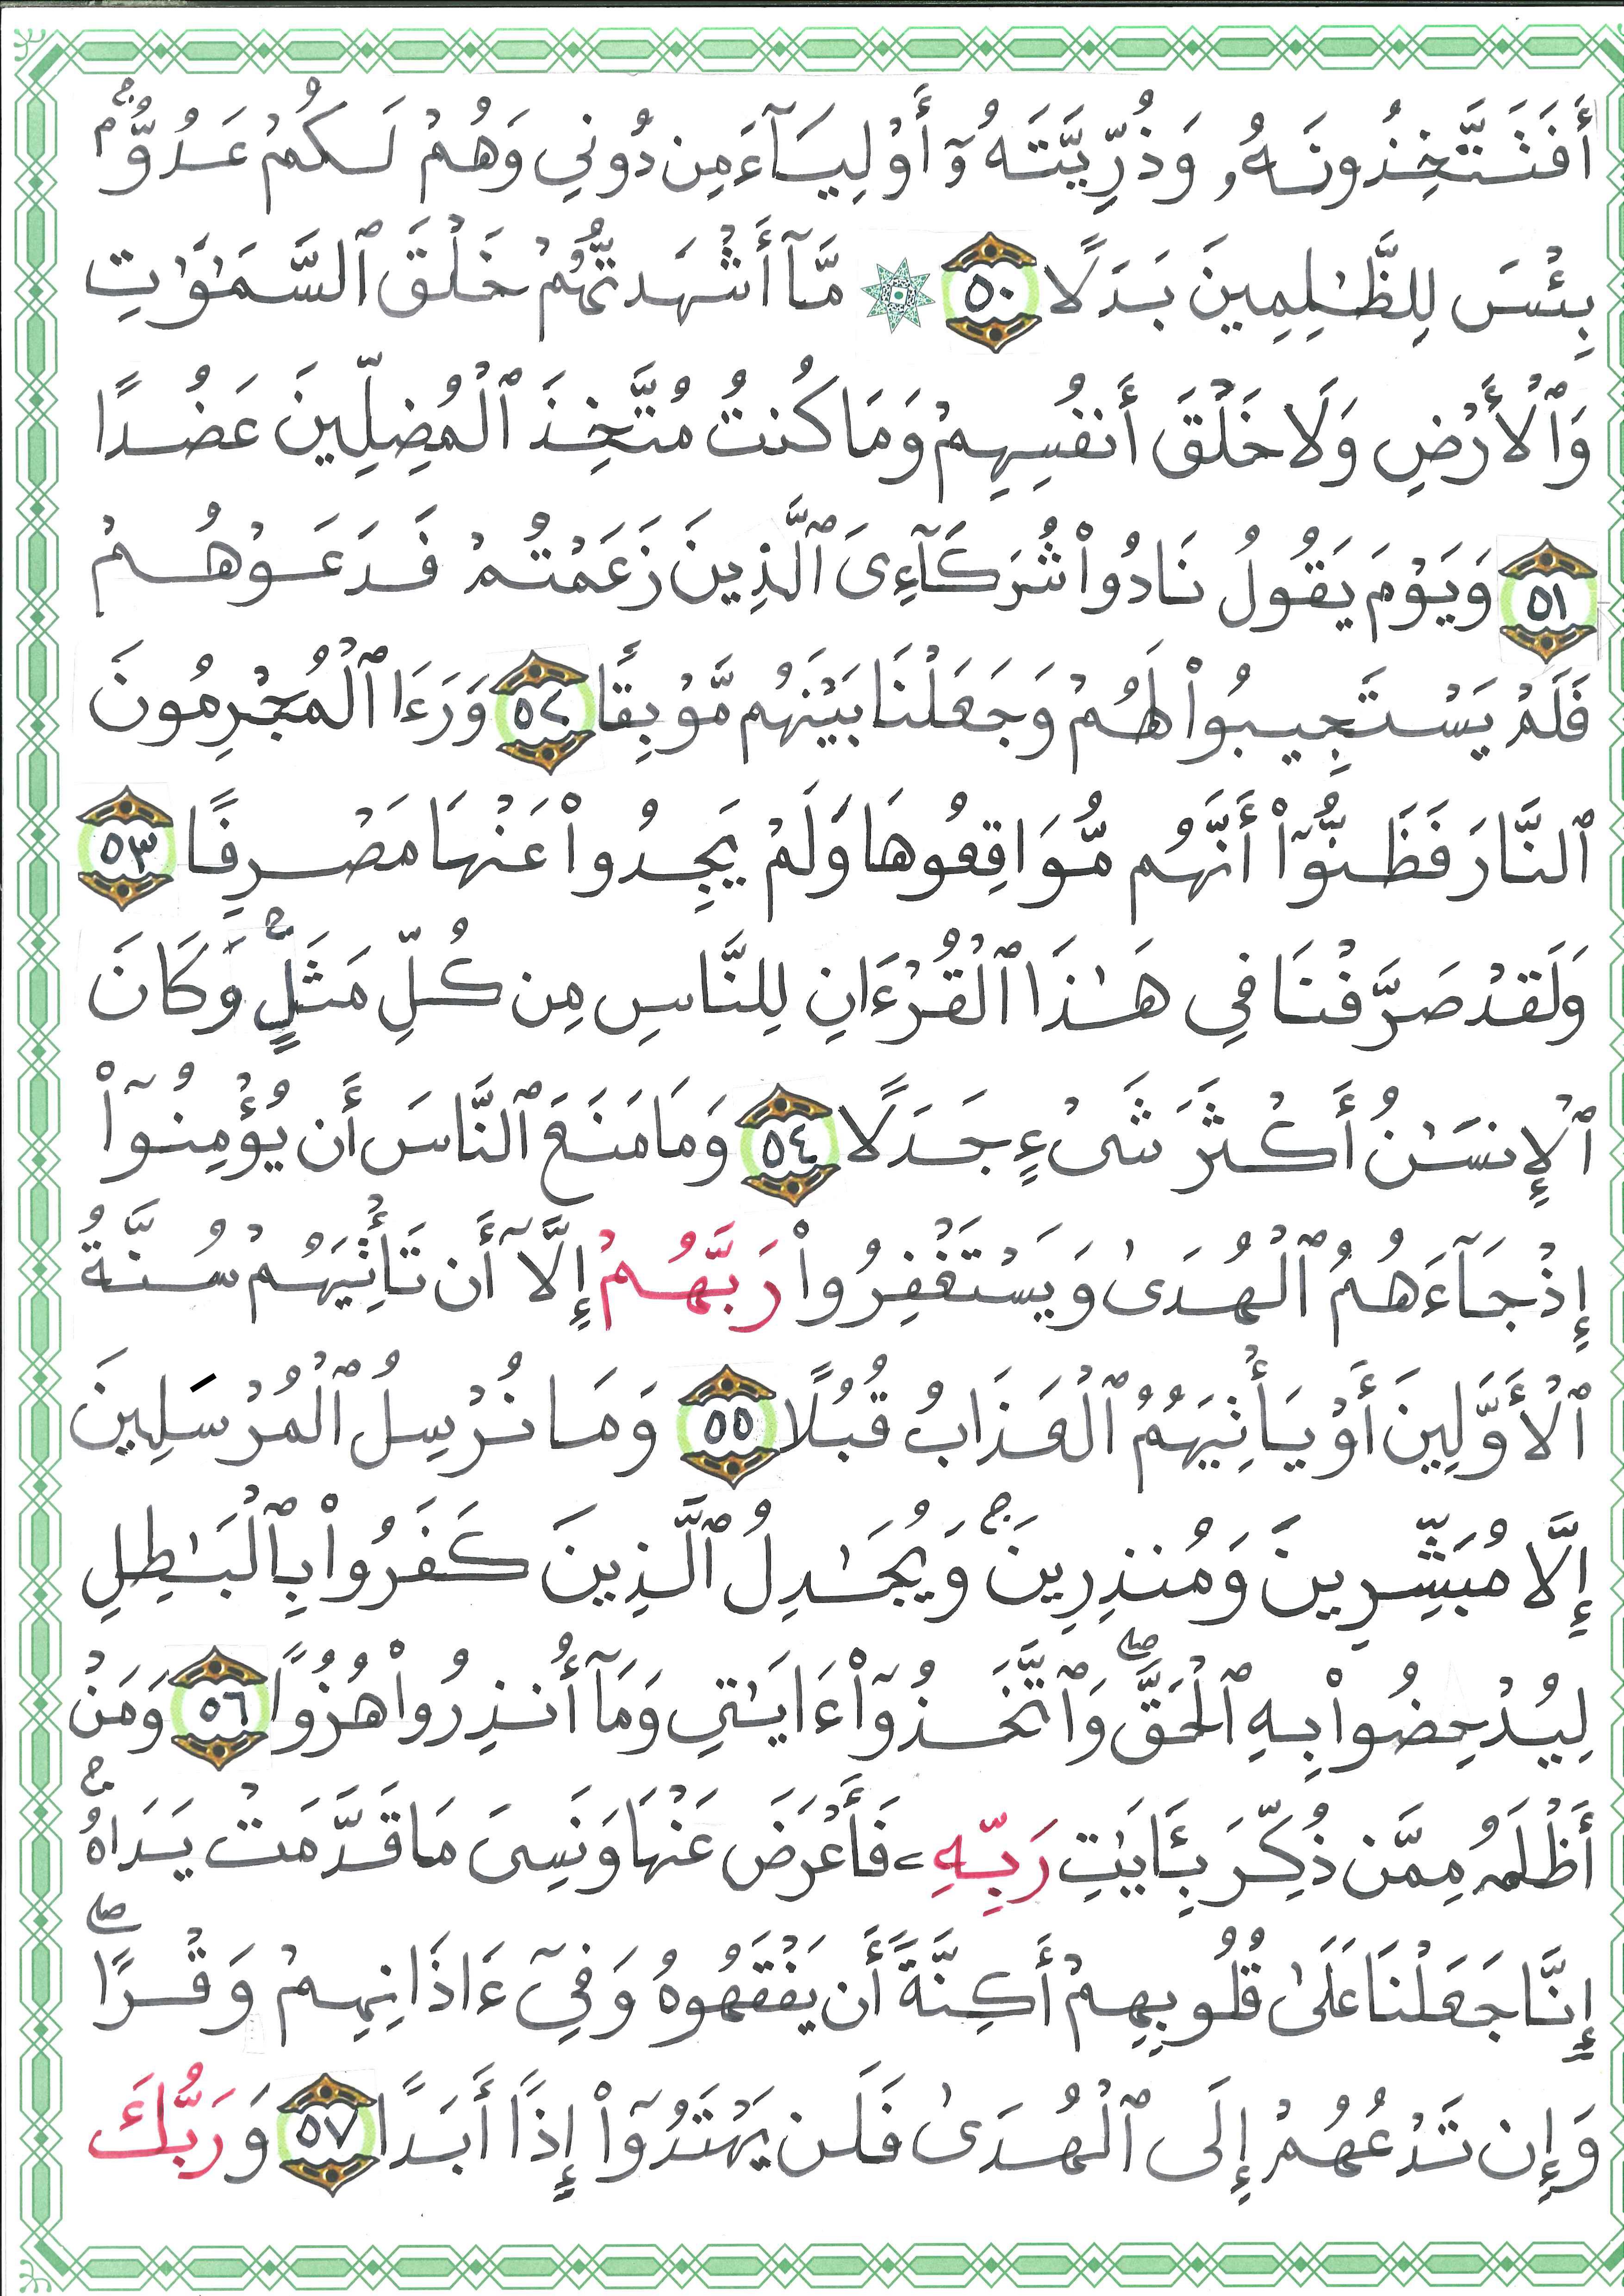 أَفَتَتَّخِذُونَهُۥ وَذُرِّيَّتَهُۥٓ أَوْلِيَآءَ مِن دُونِي وَهُمْ لَكُمْ عَدُوُّۢ ۚ
بِئْسَ لِلظَّٰلِمِينَ بَدَلًا ٥٠ ۞ مَّآ أَشْهَدتُّهُمْ خَلْقَ ٱلسَّمَٰوَٰتِ
وَٱلْأَرْضِ وَلَا خَلْقَ أَنفُسِهِمْ وَمَا كُنتُ مُتَّخِذَ ٱلْمُضِلِّينَ عَضُدًا
٥١ وَيَوْمَ يَقُولُ نَادُوا۟ شُرَكَآءِىَ ٱلَّذِينَ زَعَمْتُمْ فَدَعَوْهُمْ
فَلَمْ يَسْتَجِيبُوا۟ لَهُمْ وَجَعَلْنَا بَيْنَهُم مَّوْبِقًا ٥٢ وَرَءَا ٱلْمُجْرِمُونَ
ٱلنَّارَ فَظَنُّوٓا۟ أَنَّهُم مُّوَاقِعُوهَا وَلَمْ يَجِدُوا۟ عَنْهَا مَصْرِفًا ٥٣
وَلَقَدْ صَرَّفْنَا فِى هَٰذَا ٱلْقُرْءَانِ لِلنَّاسِ مِن كُلِّ مَثَلٍ ۚ وَكَانَ
ٱلْإِنسَٰنُ أَكْثَرَ شَىْءٍ جَدَلًا ٥٤ وَمَا مَنَعَ ٱلنَّاسَ أَن يُؤْمِنُوٓا۟
إِذْ جَآءَهُمُ ٱلْهُدَىٰ وَيَسْتَغْفِرُوا۟ رَبَّهُمْ إِلَّآ أَن تَأْتِيَهُمْ سُنَّةُ
ٱلْأَوَّلِينَ أَوْ يَأْتِيَهُمُ ٱلْعَذَابُ قُبُلًا ٥٥ وَمَا نُرْسِلُ ٱلْمُرْسَلِينَ
إِلَّا مُبَشِّرِينَ وَمُنذِرِينَ ۚ وَيُجَٰدِلُ ٱلَّذِينَ كَفَرُوا۟ بِٱلْبَٰطِلِ
لِيُدْحِضُوا۟ بِهِ ٱلْحَقَّ ۖ وَٱتَّخَذُوٓا۟ ءَايَٰتِي وَمَآ أُنذِرُوا۟ هُزُوًا ٥٦ وَمَنْ
أَظْلَمُ مِمَّن ذُكِّرَ بِـَٔايَٰتِ رَبِّهِۦ فَأَعْرَضَ عَنْهَا وَنَسِىَ مَا قَدَّمَتْ يَدَاهُ ۚ
إِنَّا جَعَلْنَا عَلَىٰ قُلُوبِهِمْ أَكِنَّةً أَن يَفْقَهُوهُ وَفِىٓ ءَاذَانِهِمْ وَقْرًا ۖ
وَإِن تَدْعُهُمْ إِلَى ٱلْهُدَىٰ فَلَن يَهْتَدُوٓا۟ إِذًا أَبَدًا ٥٧ وَرَبُّكَ